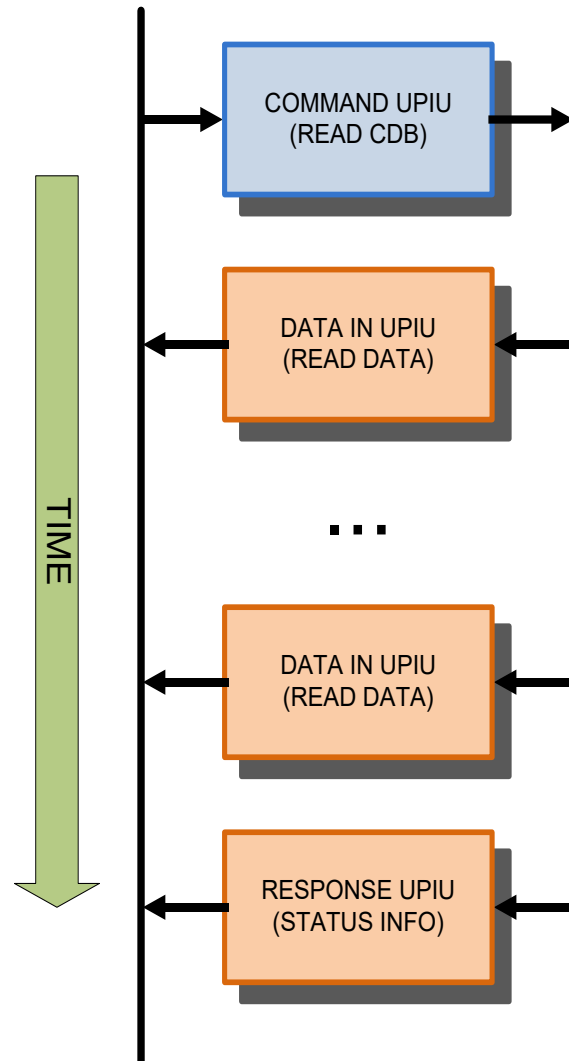 COMMAND UPIU
(READ CDB)
DATA IN UPIU
(READ DATA)
TIME
...
DATA IN UPIU
(READ DATA)
RESPONSE UPIU
(STATUS INFO)